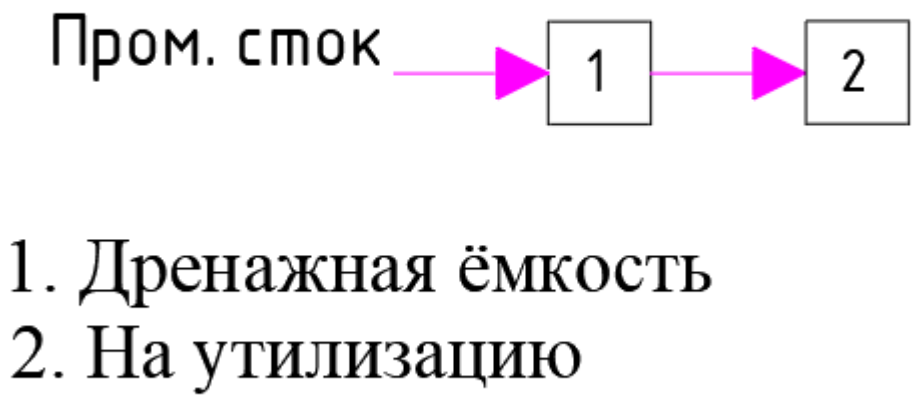 Пром. сток
1
2
1. Дренажная ёмкость
2. На утилизацию